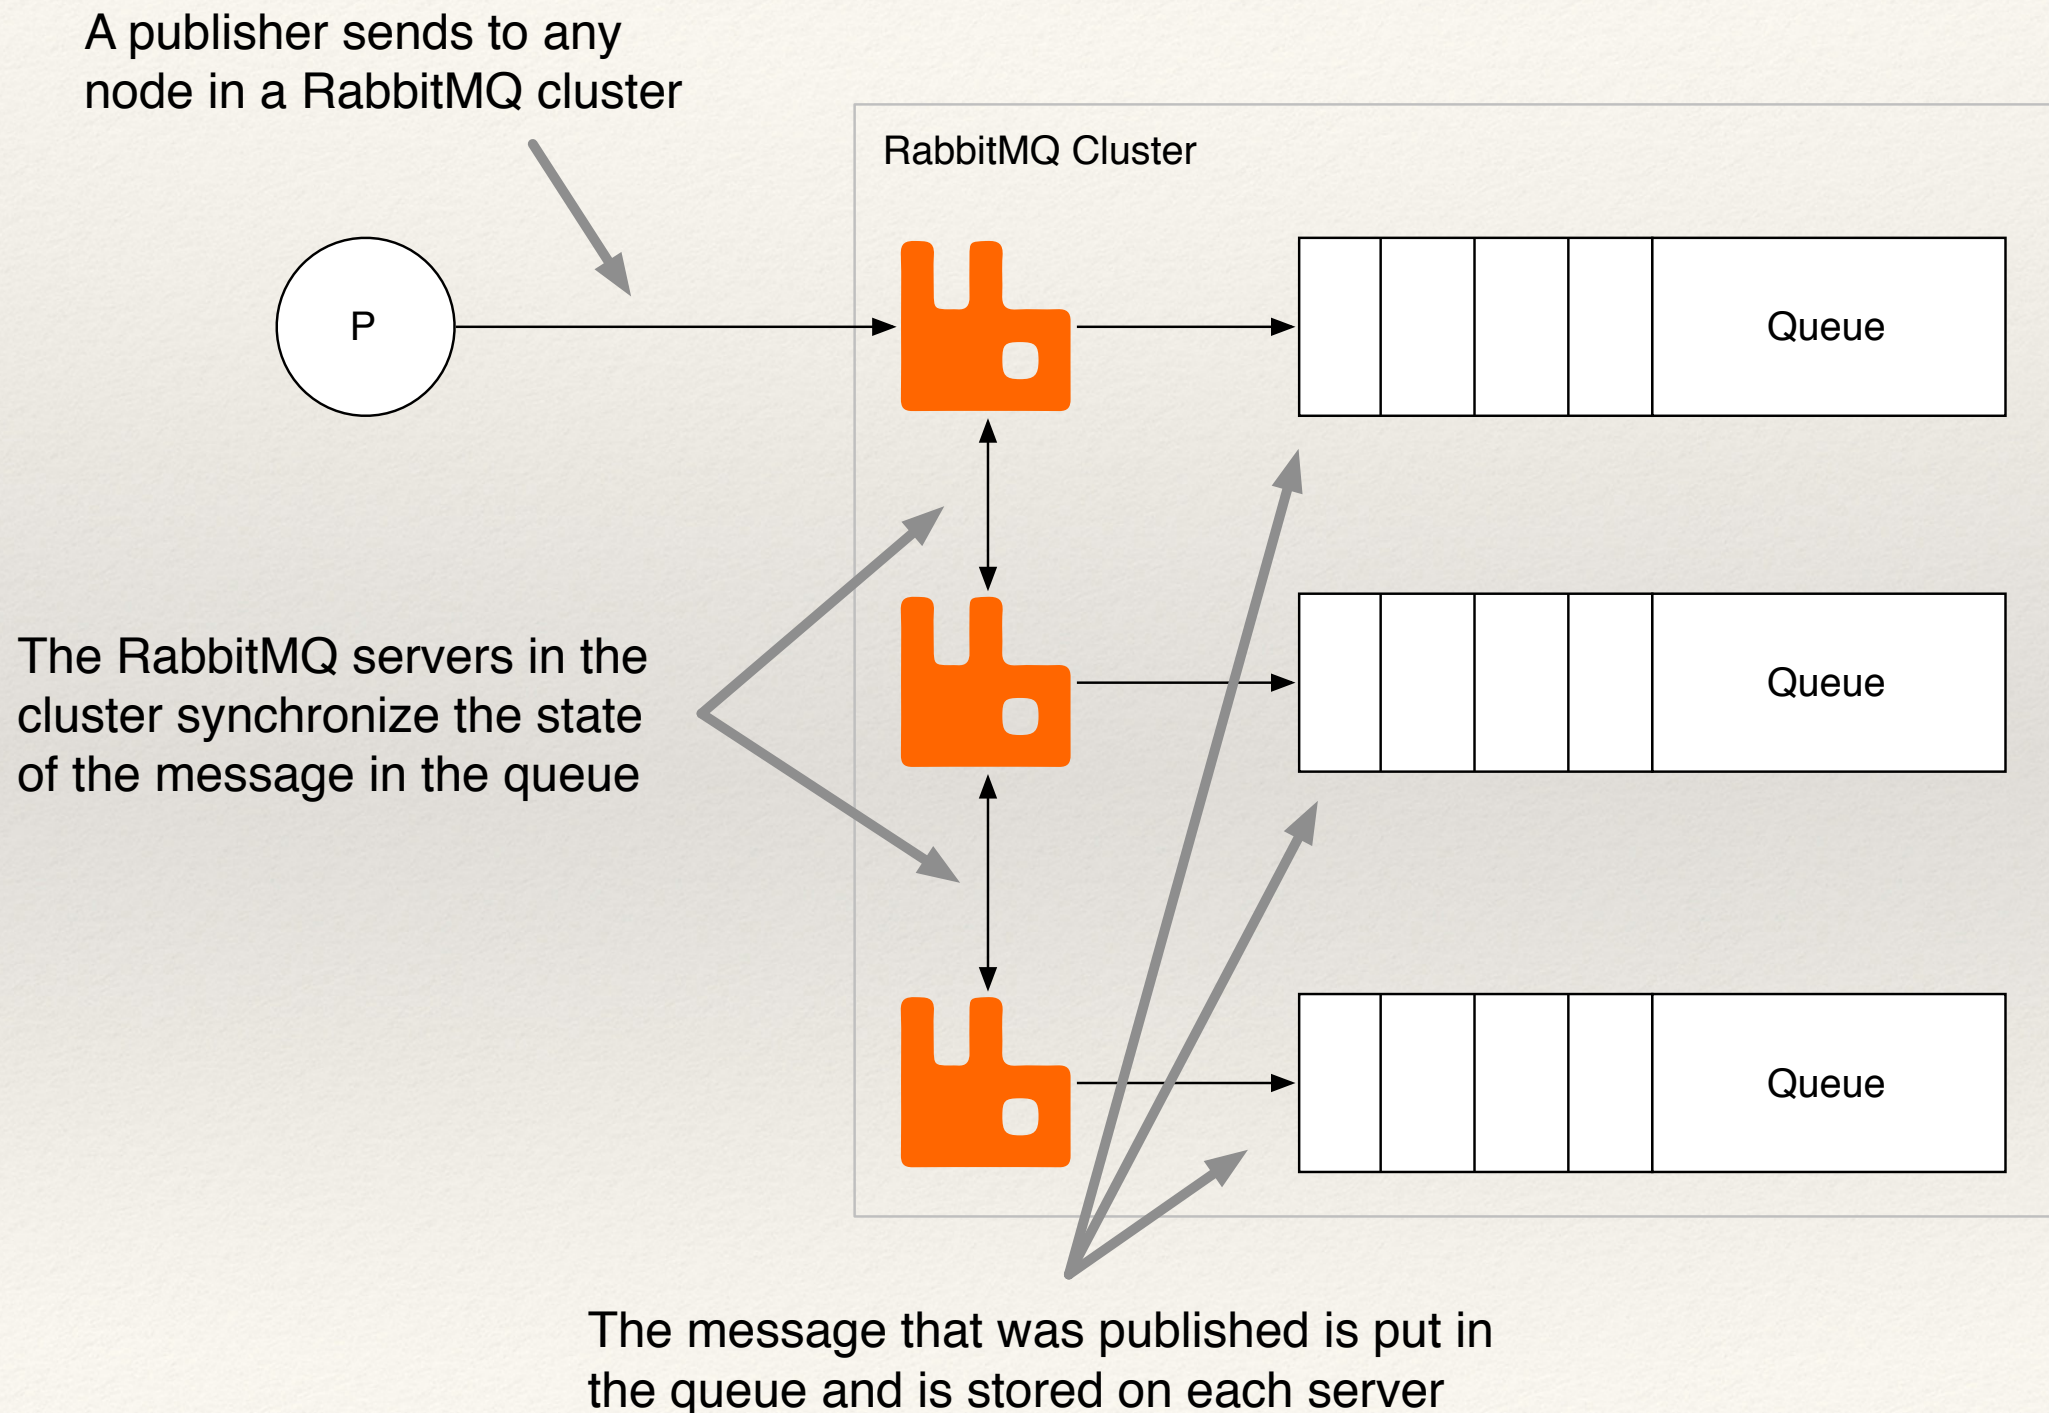 A publisher sends to any
node in a RabbitMQ cluster
RabbitMQ Cluster
P
Queue
The RabbitMQ servers in the
cluster synchronize the state
of the message in the queue
Queue
Queue
The message that was published is put in
the queue and is stored on each server